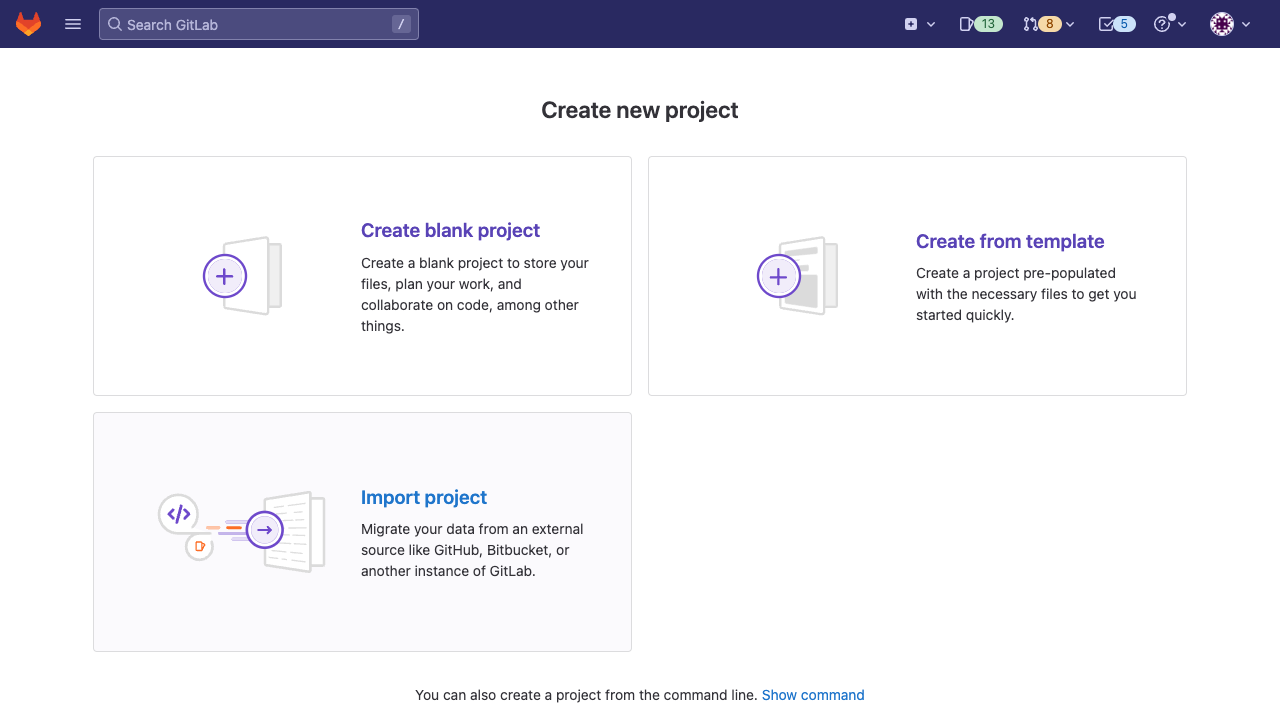 Search GitLab /
13
8
5
Create new project
Create blank project
Create a blank project to store your
files, plan your work, and
collaborate on code, among other
things.
Create from template
Create a project pre-populated
with the necessary files to get you
started quickly.
Import project
Migrate your data from an external
source like GitHub, Bitbucket, or
another instance of GitLab.
You can also create a project from the command line. Show command